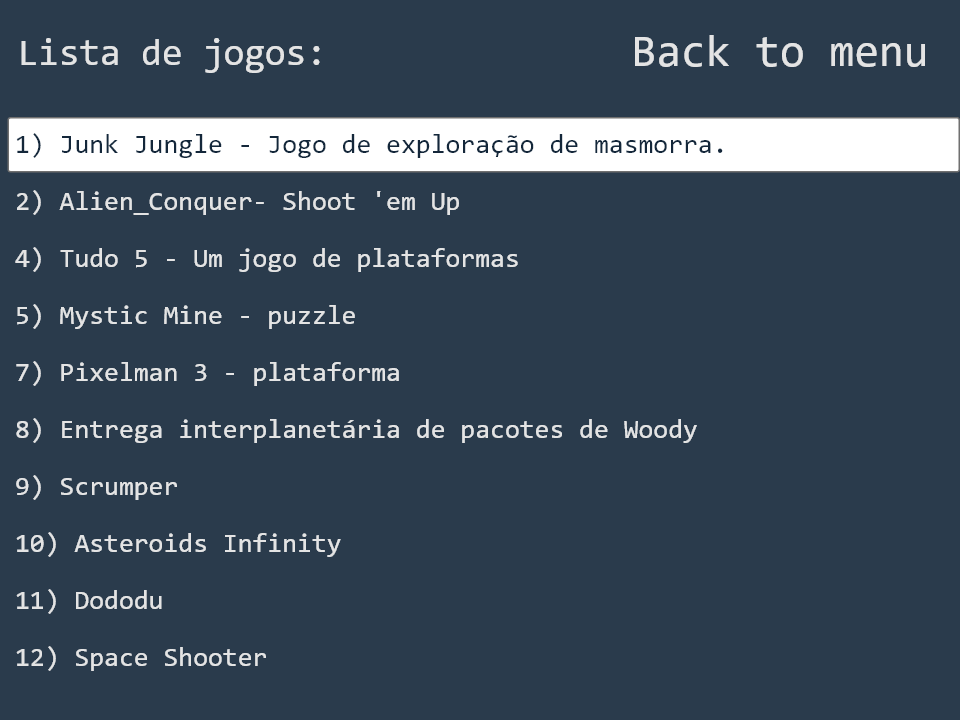 Lista de jogos:
Back to menu
1) Junk Jungle - Jogo de exploração de masmorra.
2) Alien_Conquer- Shoot 'em Up
4) Tudo 5 - Um jogo de plataformas
5) Mystic Mine - puzzle
7) Pixelman 3 - plataforma
8) Entrega interplanetária de pacotes de Woody
9) Scrumper
10) Asteroids Infinity
11) Dododu
12) Space Shooter